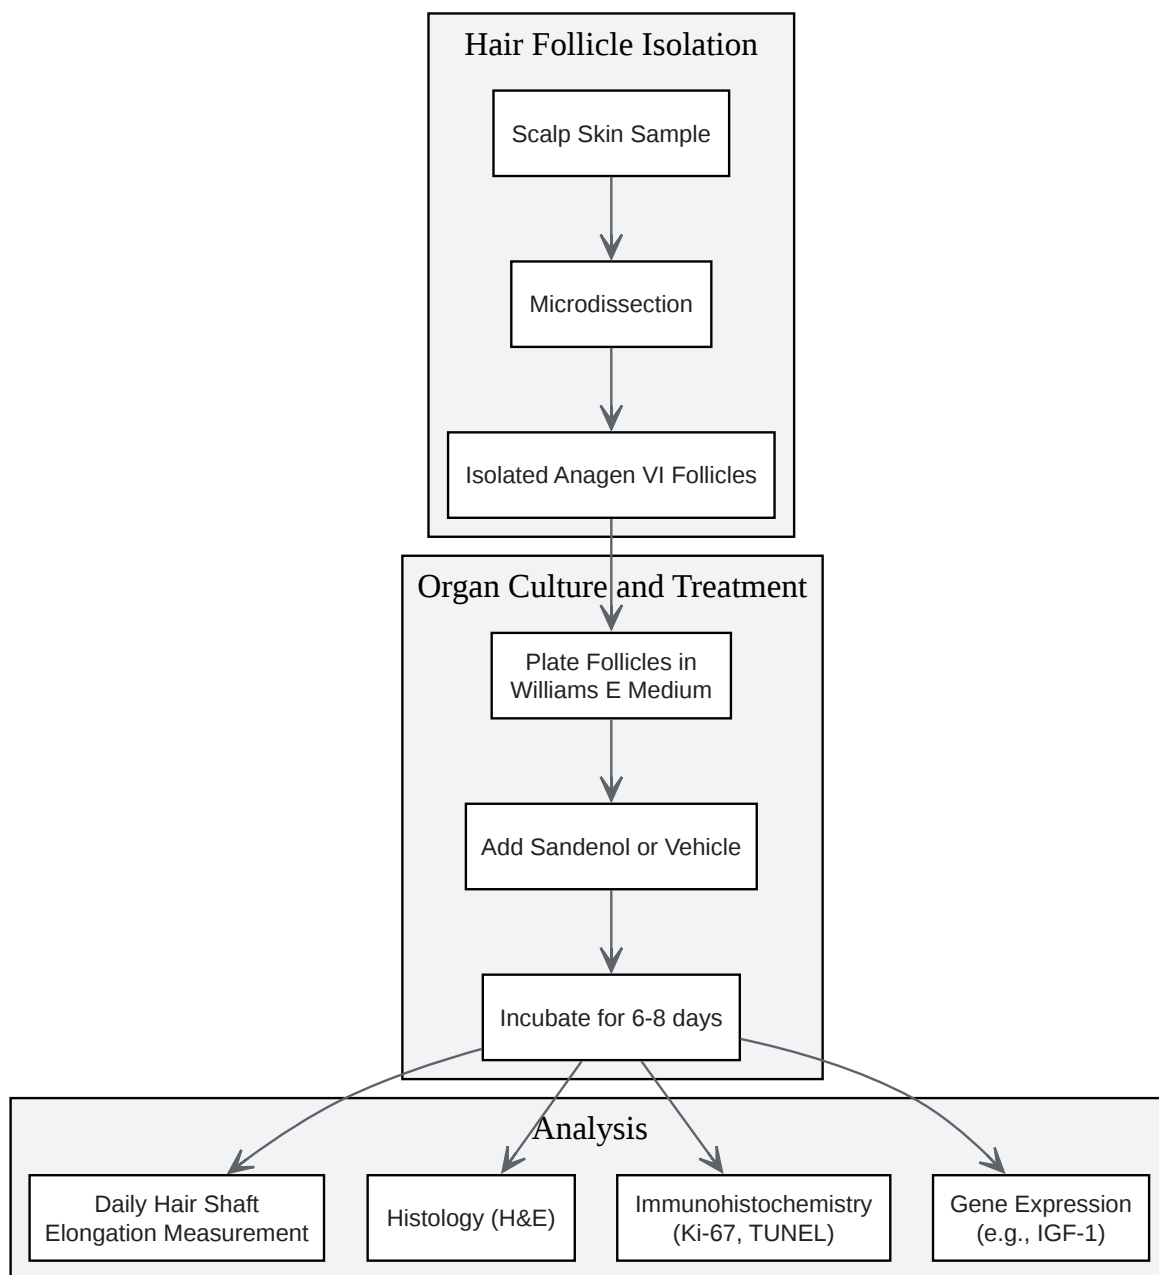 Hair Follicle Isolation
Scalp Skin Sample
Microdissection
Isolated Anagen VI Follicles
Organ Culture and Treatment
Plate Follicles in
Williams E Medium
Add Sandenol or Vehicle
Incubate for 6-8 days
Analysis
Daily Hair Shaft
Elongation Measurement
Histology (H&E)
Immunohistochemistry
(Ki-67, TUNEL)
Gene Expression
(e.g., IGF-1)